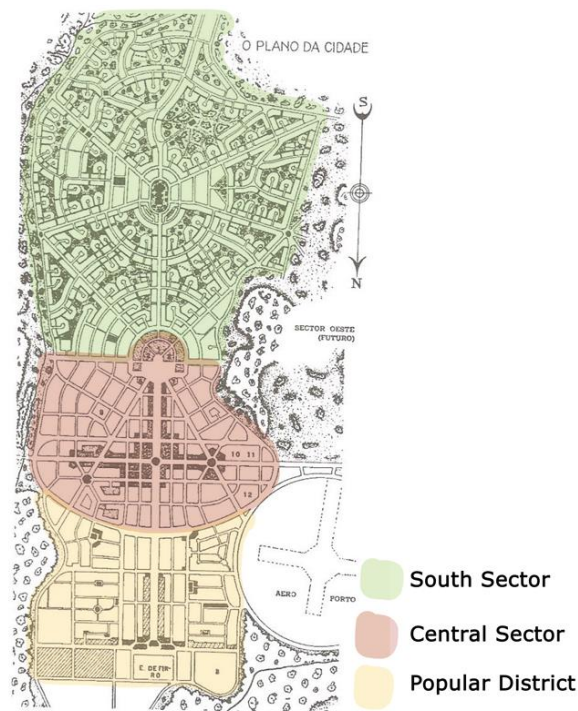 O PLANO DA CIDADE
S
N
SECTOR OESTE
(FUTURO)
9
10 11
12
AERO PORTO
E. DE FER-
RO
South Sector
Central Sector
Popular District